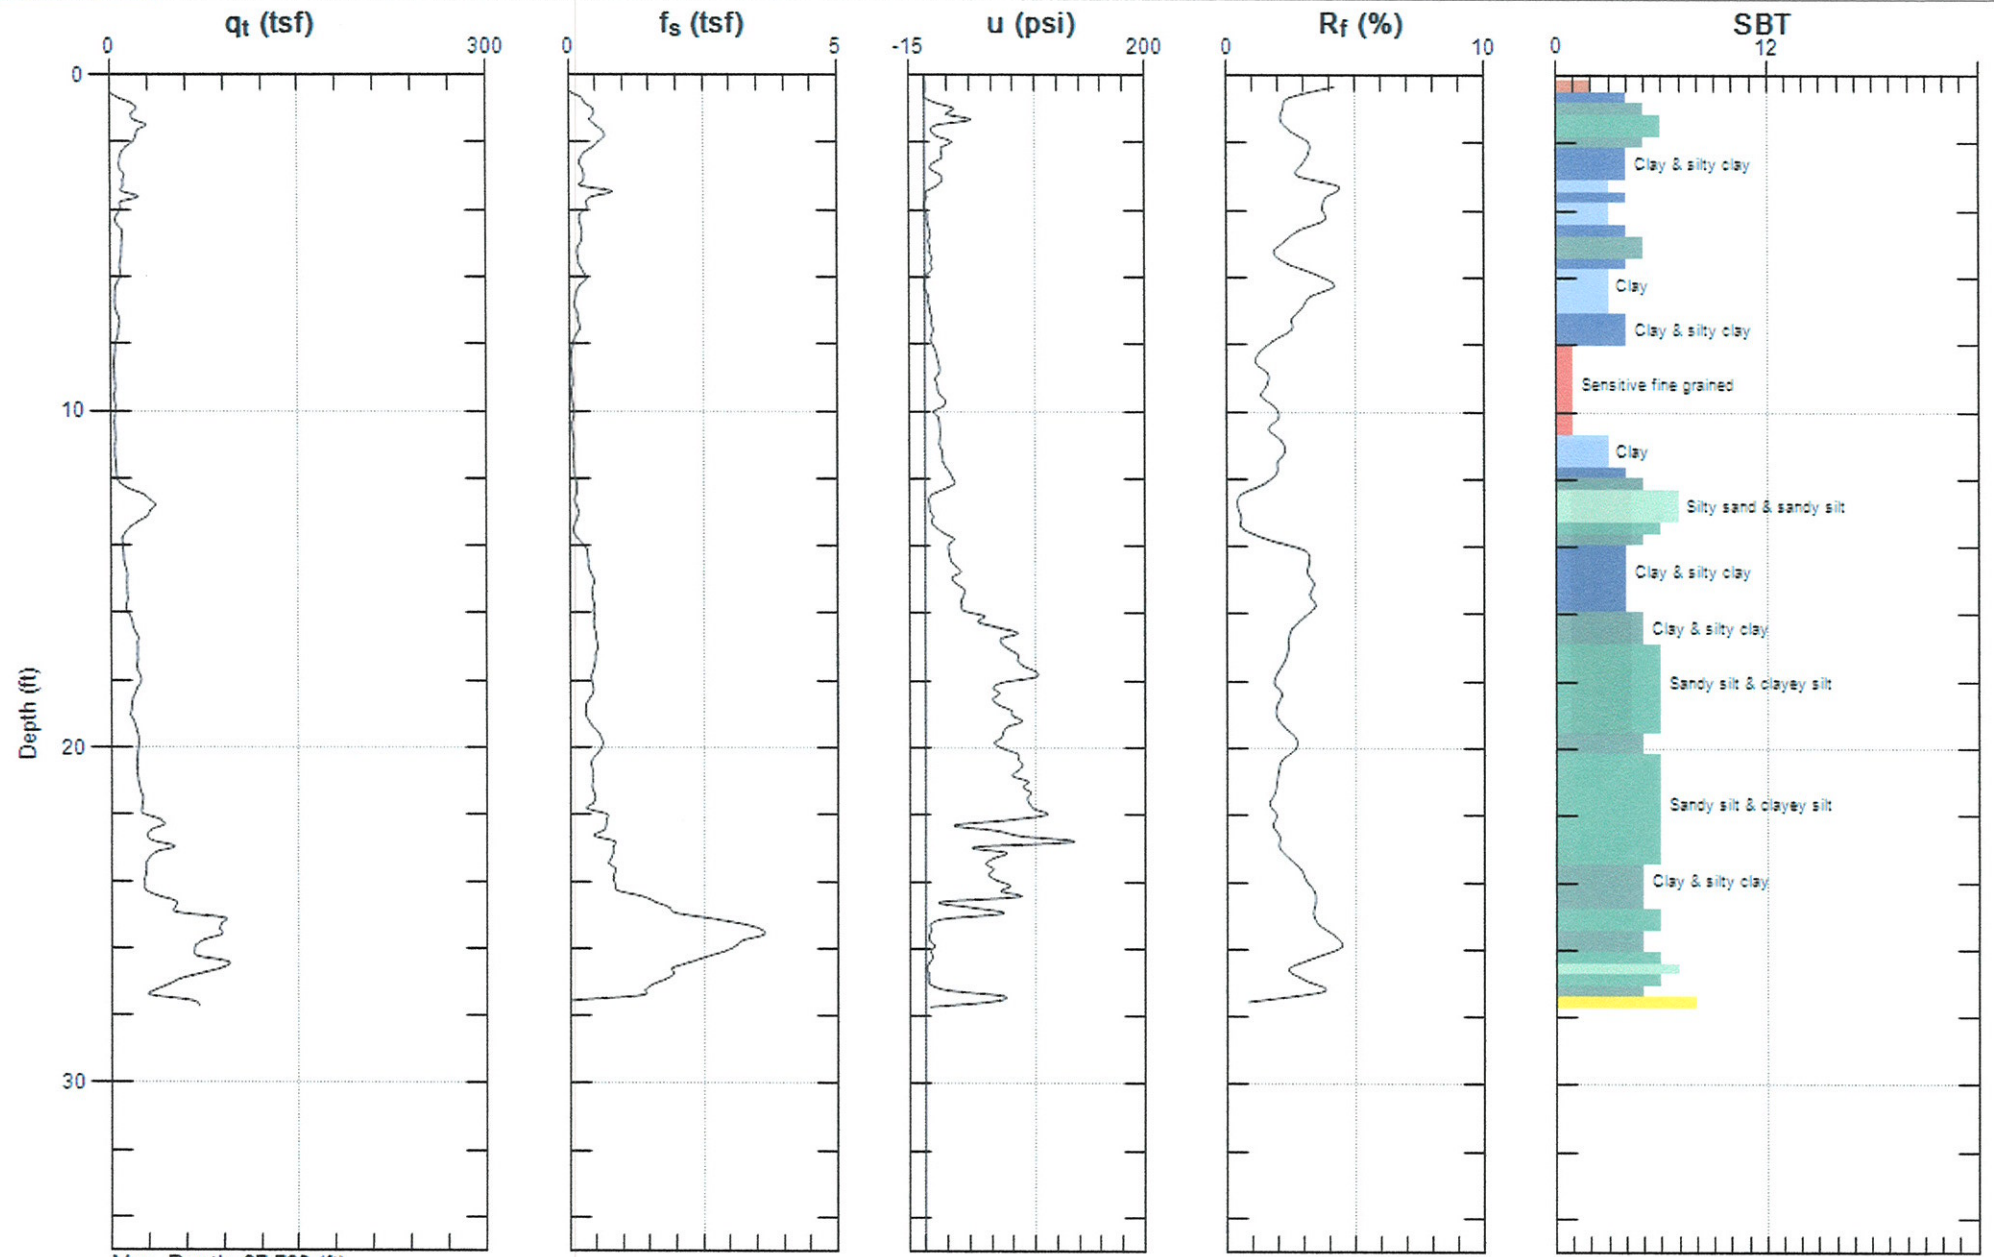 qt (tsf)
fs (tsf)
u (psi)
Rf (%)
SBT
0 300
0 5
-15 200
0 10
0 12
0
Clay & silty clay
Clay
Clay & silty clay
Sensitive fine grained
10
Clay
Silty sand & sandy silt
Clay & silty clay
Clay & silty clay
Sandy silt & clayey silt
Depth (ft)
20
Sandy silt & clayey silt
Clay & silty clay
30